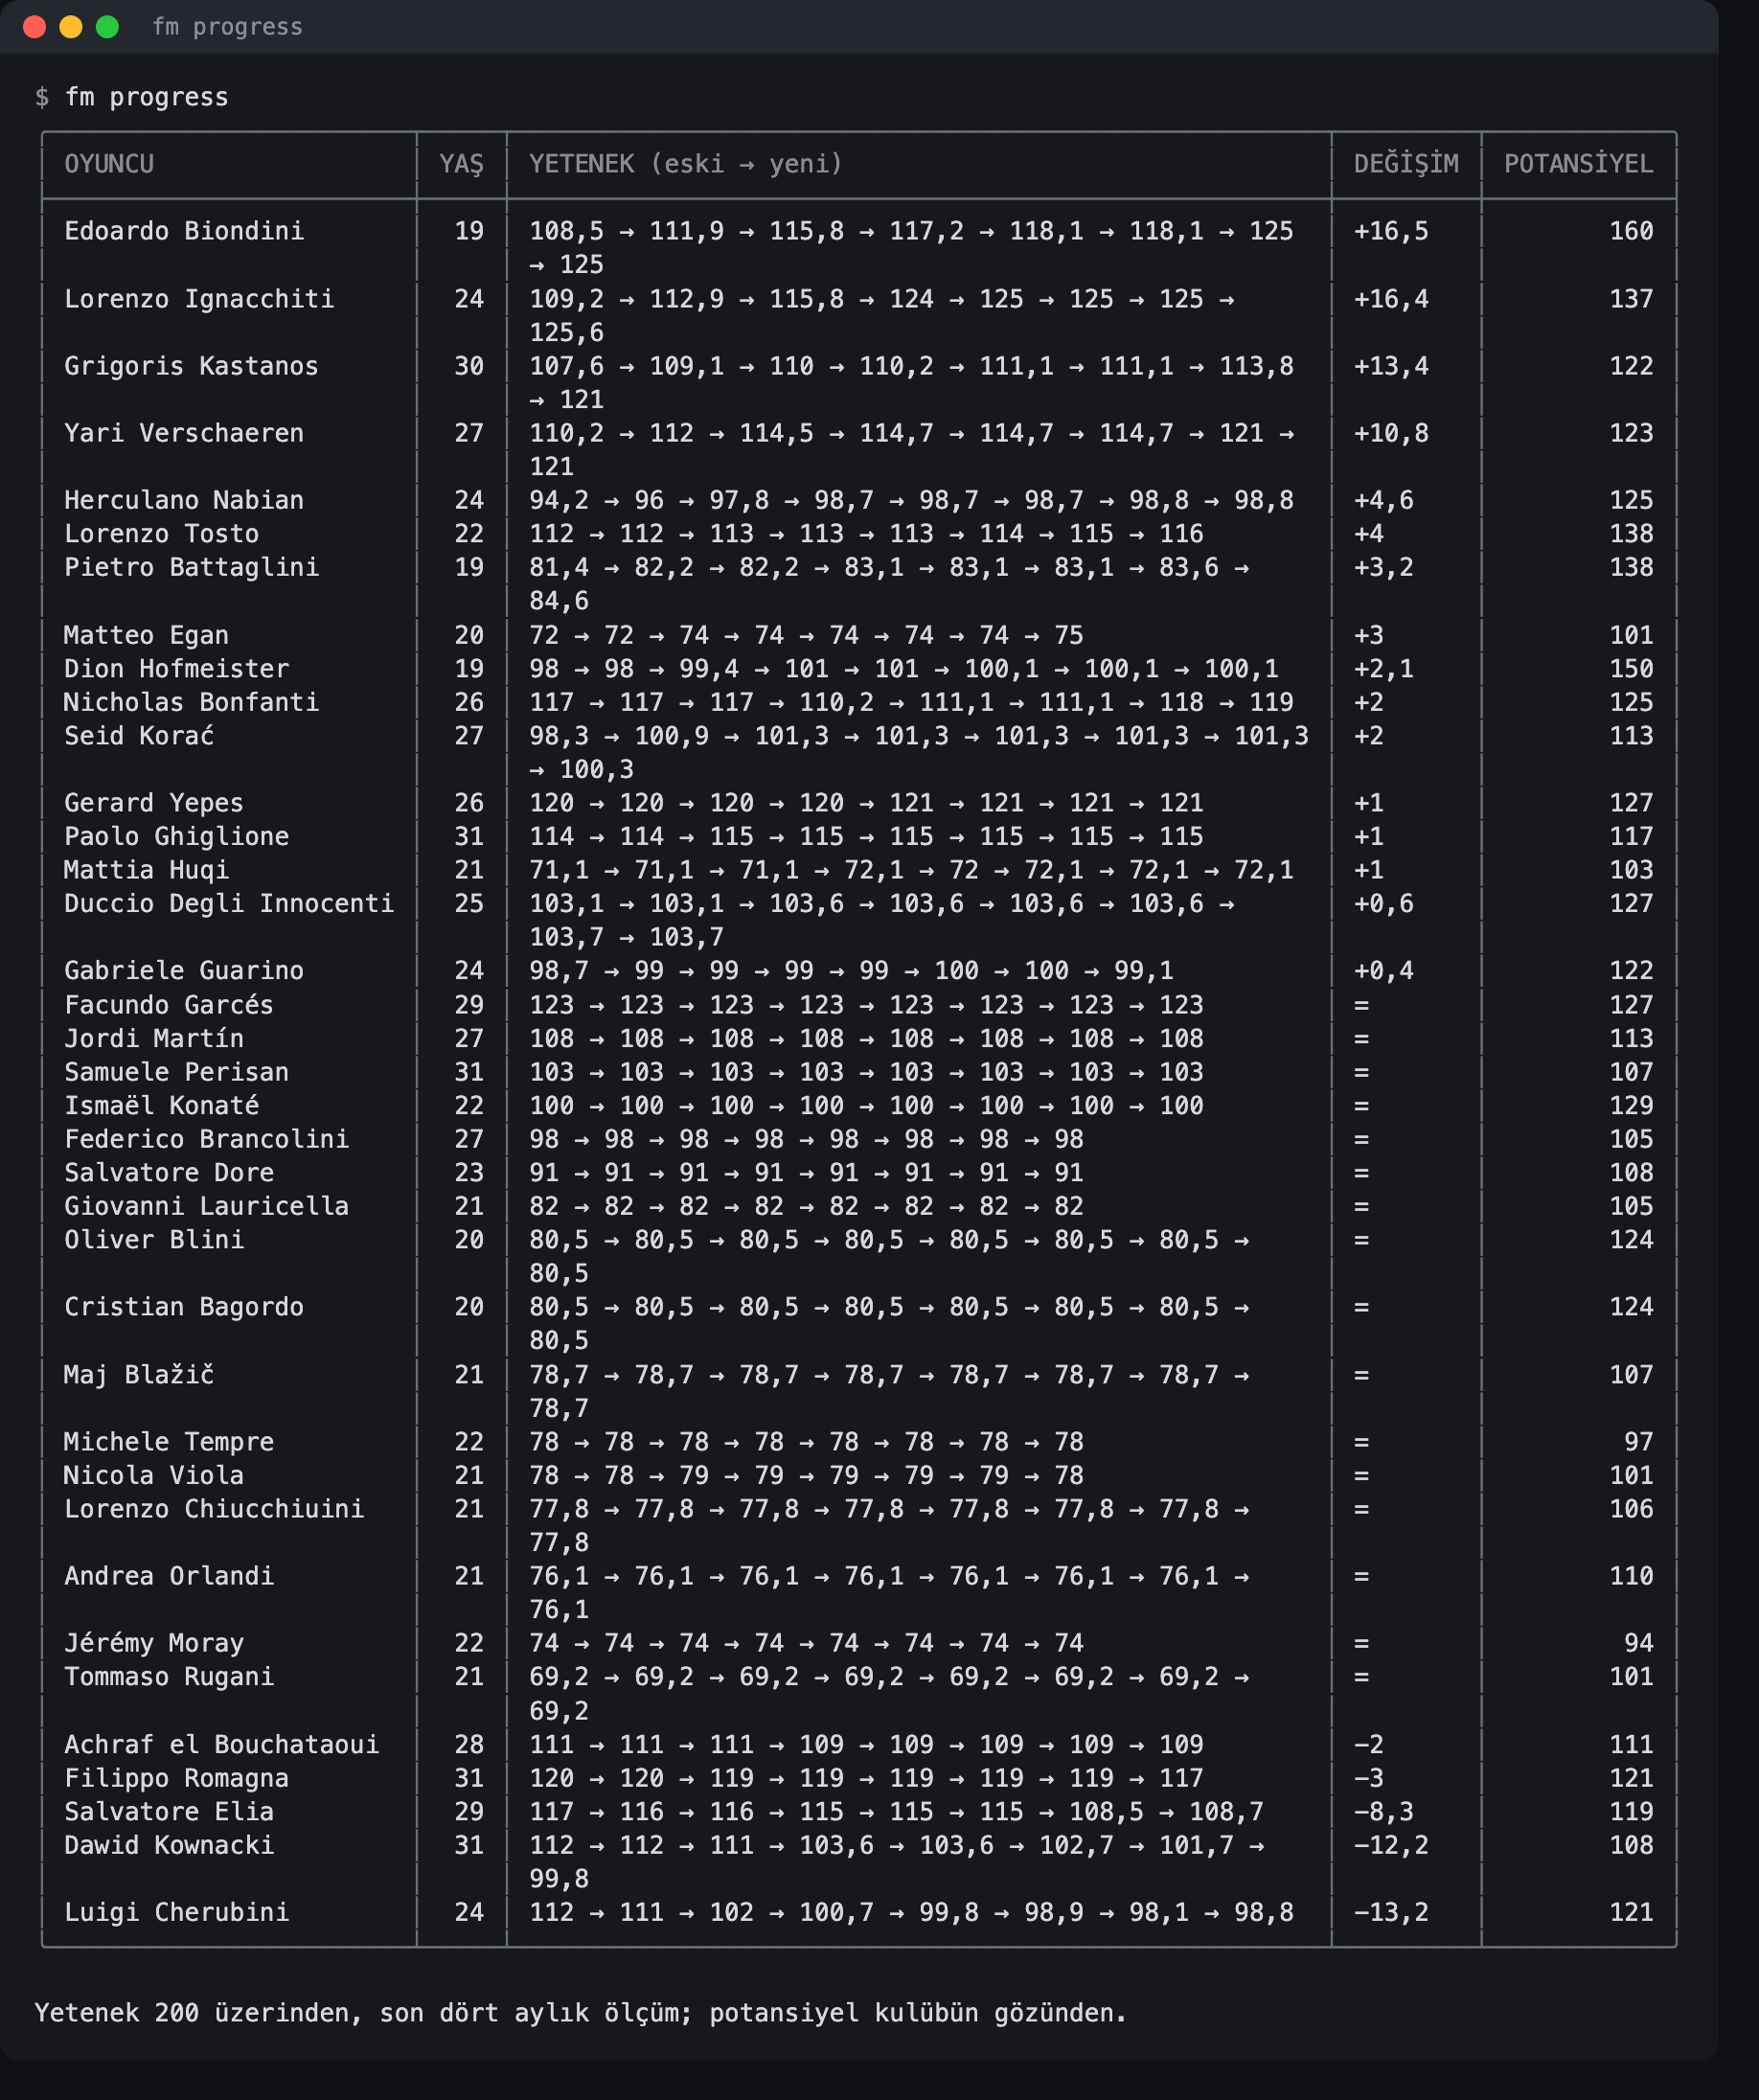 fm progress
$ fm progress
OYUNCU YAŞ YETENEK (eski → yeni) DEĞİŞİM POTANSİYEL
Edoardo Biondini 19 108,5 → 111,9 → 115,8 → 117,2 → 118,1 → 118,1 → 125 +16,5 160
→ 125
Lorenzo Ignacchiti 24 109,2 → 112,9 → 115,8 → 124 → 125 → 125 → 125 → +16,4 137
125,6
Grigoris Kastanos 30 107,6 → 109,1 → 110 → 110,2 → 111,1 → 111,1 → 113,8 +13,4 122
→ 121
Yari Verschaeren 27 110,2 → 112 → 114,5 → 114,7 → 114,7 → 114,7 → 121 → +10,8 123
121
Herculano Nabian 24 94,2 → 96 → 97,8 → 98,7 → 98,7 → 98,7 → 98,8 → 98,8 +4,6 125
Lorenzo Tosto 22 112 → 112 → 113 → 113 → 113 → 114 → 115 → 116 +4 138
Pietro Battaglini 19 81,4 → 82,2 → 82,2 → 83,1 → 83,1 → 83,1 → 83,6 → +3,2 138
84,6
Matteo Egan 20 72 → 72 → 74 → 74 → 74 → 74 → 74 → 75 +3 101
Dion Hofmeister 19 98 → 98 → 99,4 → 101 → 101 → 100,1 → 100,1 → 100,1 +2,1 150
Nicholas Bonfanti 26 117 → 117 → 117 → 110,2 → 111,1 → 111,1 → 118 → 119 +2 125
Seid Korać 27 98,3 → 100,9 → 101,3 → 101,3 → 101,3 → 101,3 → 101,3 +2 113
→ 100,3
Gerard Yepes 26 120 → 120 → 120 → 120 → 121 → 121 → 121 → 121 +1 127
Paolo Ghiglione 31 114 → 114 → 115 → 115 → 115 → 115 → 115 → 115 +1 117
Mattia Huqi 21 71,1 → 71,1 → 71,1 → 72,1 → 72 → 72,1 → 72,1 → 72,1 +1 103
Duccio Degli Innocenti 25 103,1 → 103,1 → 103,6 → 103,6 → 103,6 → 103,6 → +0,6 127
103,7 → 103,7
Gabriele Guarino 24 98,7 → 99 → 99 → 99 → 99 → 100 → 100 → 99,1 +0,4 122
Facundo Garcés 29 123 → 123 → 123 → 123 → 123 → 123 → 123 → 123 = 127
Jordi Martín 27 108 → 108 → 108 → 108 → 108 → 108 → 108 → 108 = 113
Samuele Perisan 31 103 → 103 → 103 → 103 → 103 → 103 → 103 → 103 = 107
Ismaël Konaté 22 100 → 100 → 100 → 100 → 100 → 100 → 100 → 100 = 129
Federico Brancolini 27 98 → 98 → 98 → 98 → 98 → 98 → 98 → 98 = 105
Salvatore Dore 23 91 → 91 → 91 → 91 → 91 → 91 → 91 → 91 = 108
Giovanni Lauricella 21 82 → 82 → 82 → 82 → 82 → 82 → 82 → 82 = 105
Oliver Blini 20 80,5 → 80,5 → 80,5 → 80,5 → 80,5 → 80,5 → 80,5 → = 124
80,5
Cristian Bagordo 20 80,5 → 80,5 → 80,5 → 80,5 → 80,5 → 80,5 → 80,5 → = 124
80,5
Maj Blažič 21 78,7 → 78,7 → 78,7 → 78,7 → 78,7 → 78,7 → 78,7 → = 107
78,7
Michele Tempre 22 78 → 78 → 78 → 78 → 78 → 78 → 78 → 78 = 97
Nicola Viola 21 78 → 78 → 79 → 79 → 79 → 79 → 79 → 78 = 101
Lorenzo Chiucchiuini 21 77,8 → 77,8 → 77,8 → 77,8 → 77,8 → 77,8 → 77,8 → = 106
77,8
Andrea Orlandi 21 76,1 → 76,1 → 76,1 → 76,1 → 76,1 → 76,1 → 76,1 → = 110
76,1
Jérémy Moray 22 74 → 74 → 74 → 74 → 74 → 74 → 74 → 74 = 94
Tommaso Rugani 21 69,2 → 69,2 → 69,2 → 69,2 → 69,2 → 69,2 → 69,2 → = 101
69,2
Achraf el Bouchataoui 28 111 → 111 → 111 → 109 → 109 → 109 → 109 → 109 −2 111
Filippo Romagna 31 120 → 120 → 119 → 119 → 119 → 119 → 119 → 117 −3 121
Salvatore Elia 29 117 → 116 → 116 → 115 → 115 → 115 → 108,5 → 108,7 −8,3 119
Dawid Kownacki 31 112 → 112 → 111 → 103,6 → 103,6 → 102,7 → 101,7 → −12,2 108
99,8
Luigi Cherubini 24 112 → 111 → 102 → 100,7 → 99,8 → 98,9 → 98,1 → 98,8 −13,2 121
Yetenek 200 üzerinden, son dört aylık ölçüm; potansiyel kulübün gözünden.